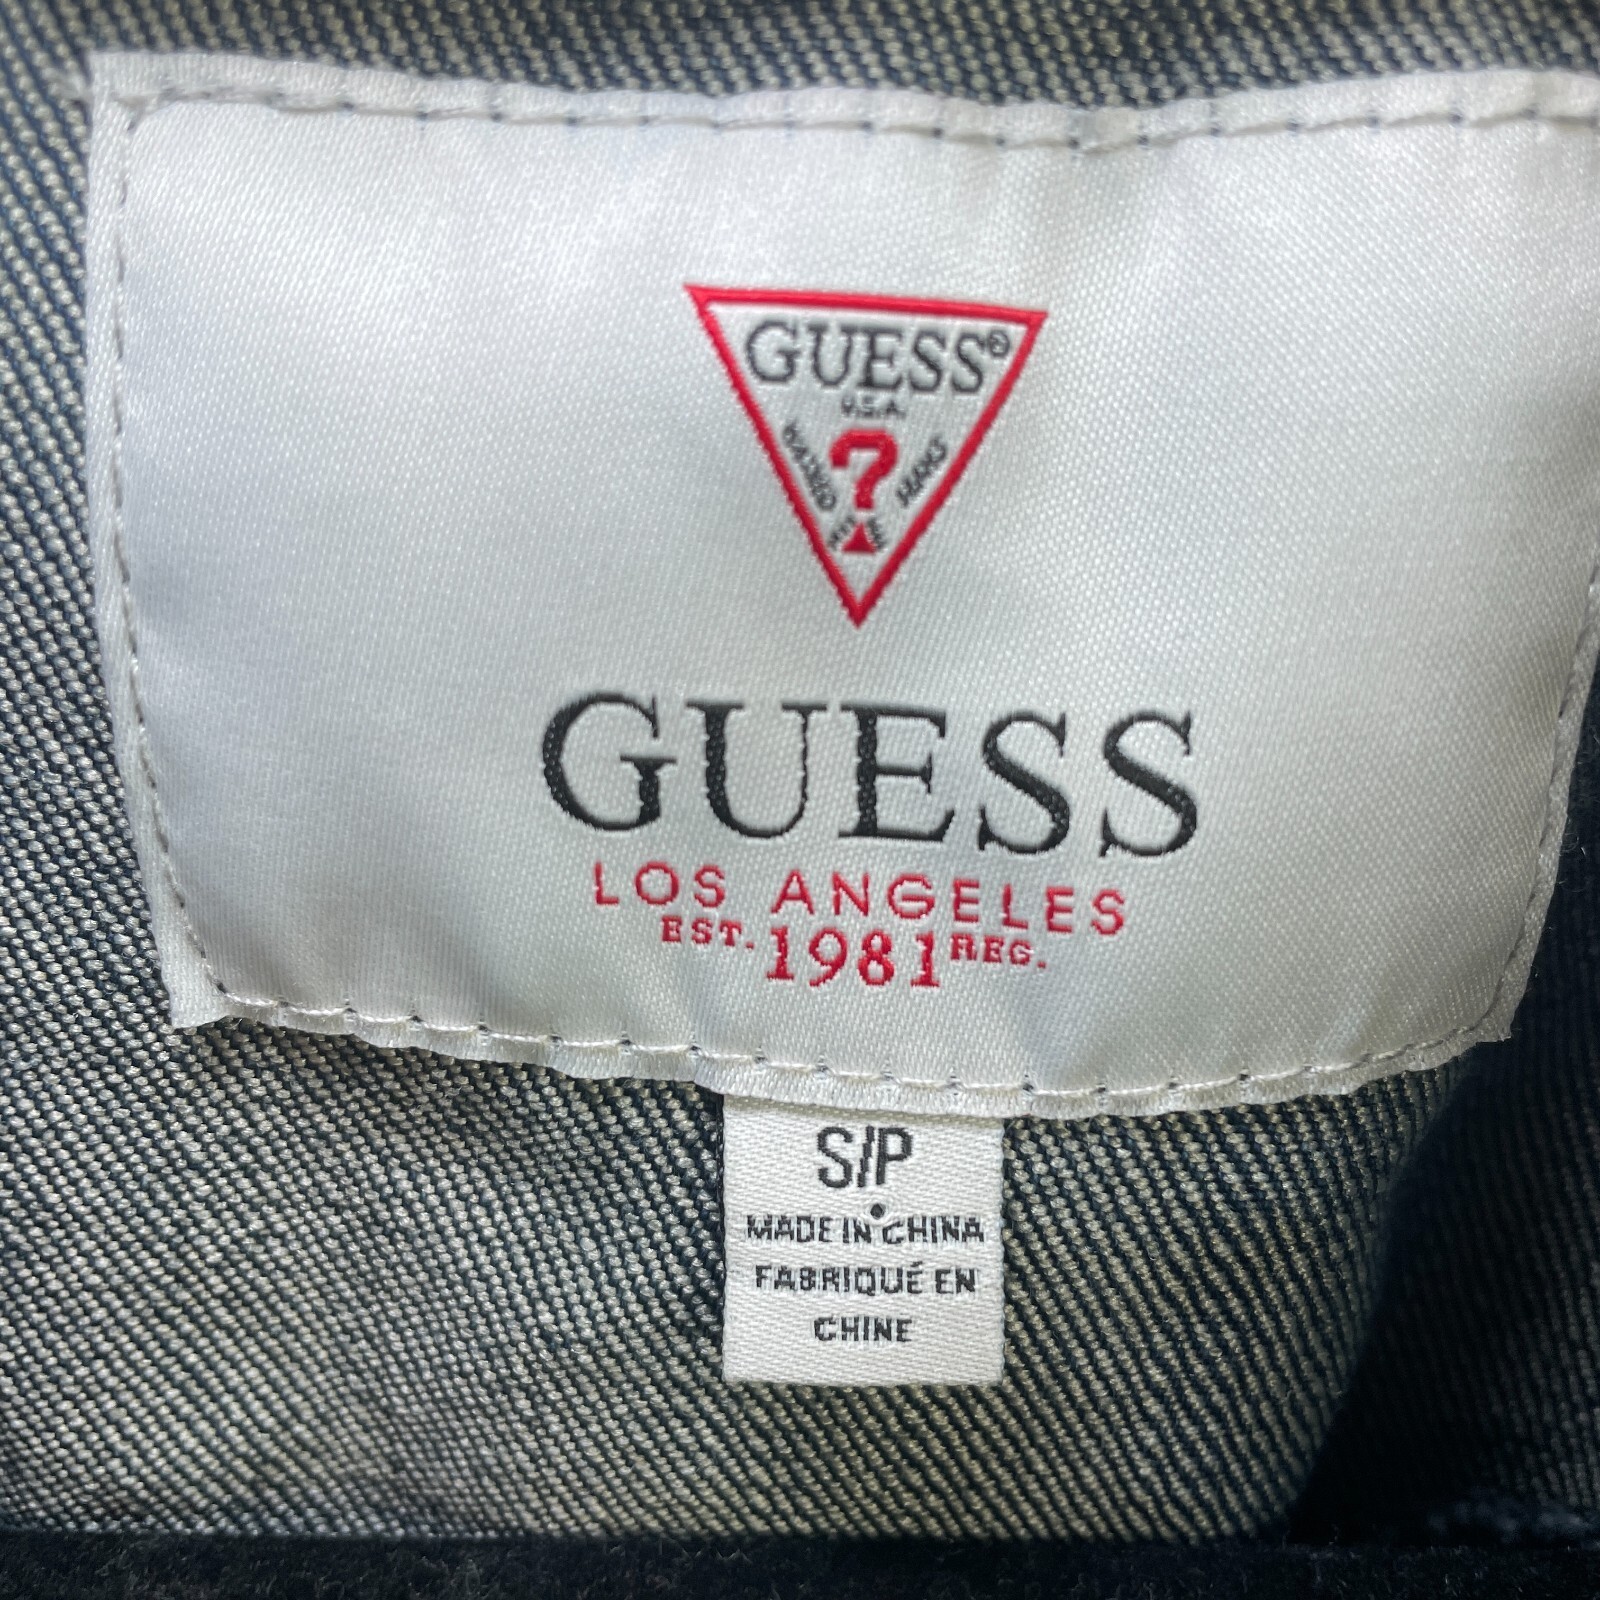 GUESS®
U.S.A.
?
GUESS
LOS ANGELES
EST. 1981 REG.
S/P
MADE IN CHINA
FABRIQUÉ EN
CHINE